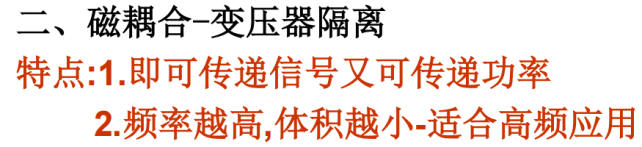 二、磁耦合-变压器隔离
特点:1.即可传递信号又可传递功率
2.频率越高,体积越小-适合高频应用